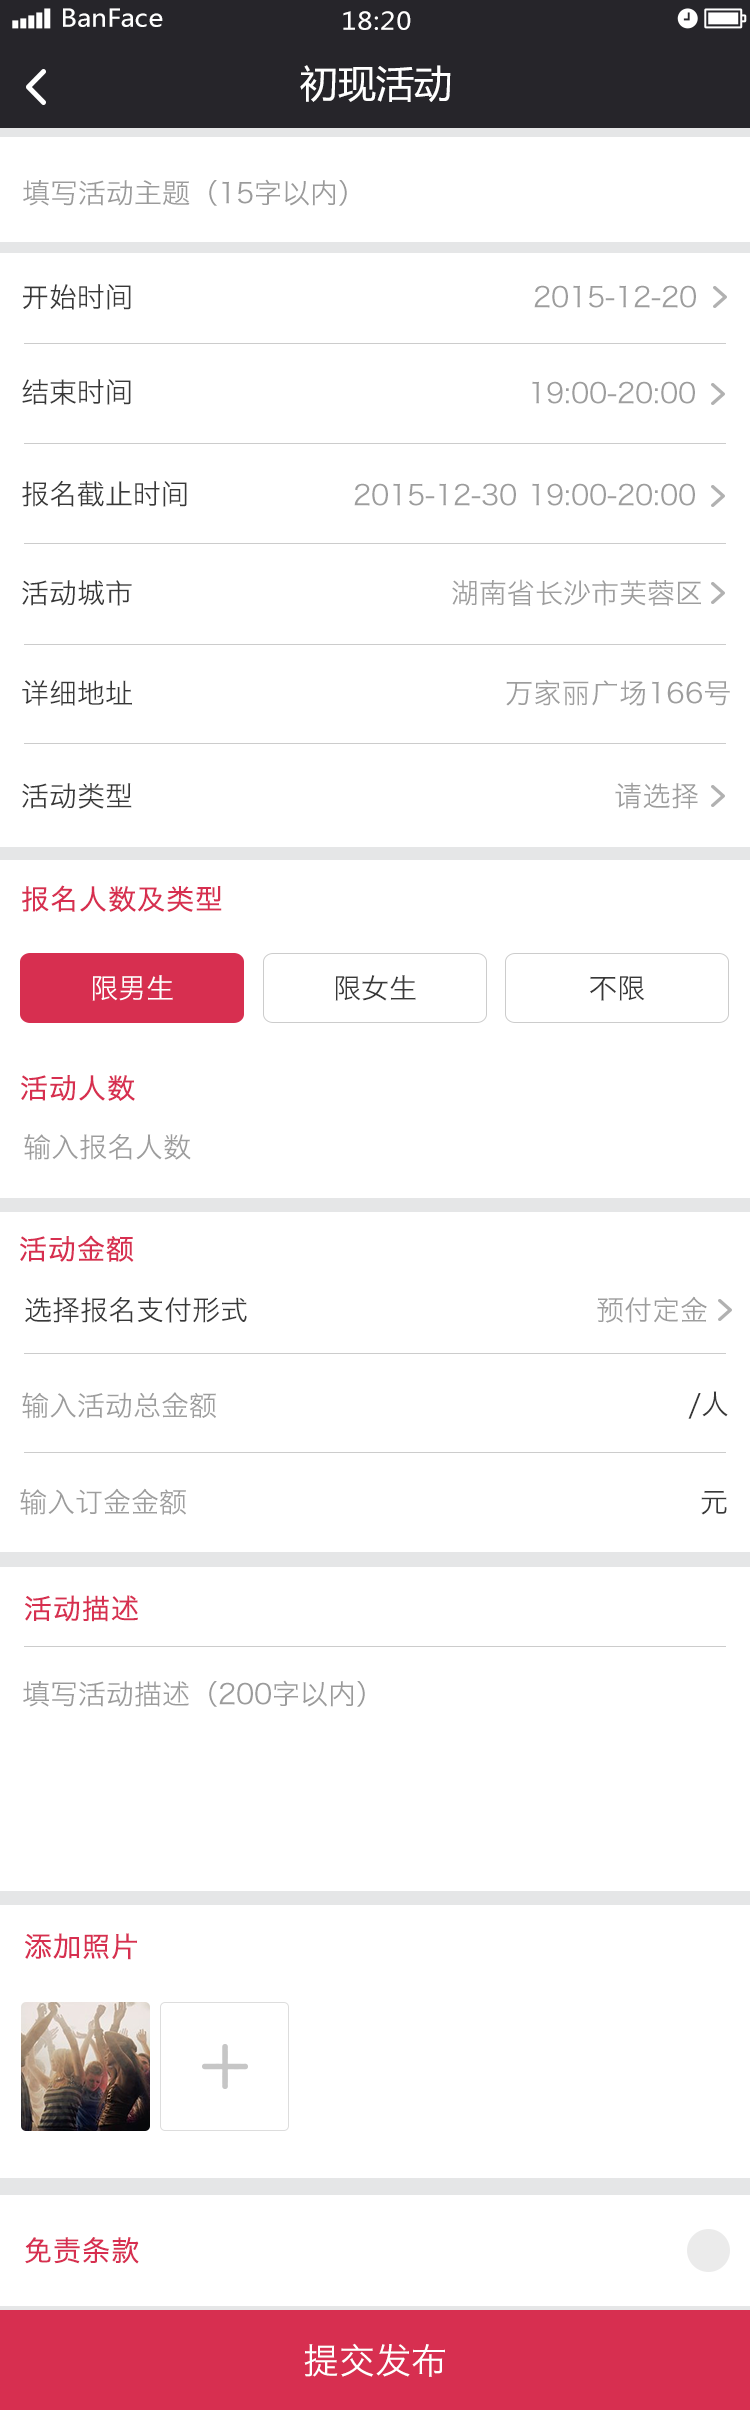 BanFace 18:20
初现活动
填写活动主题（15字以内）
开始时间 2015-12-20
结束时间 19:00-20:00
报名截止时间 2015-12-30 19:00-20:00
活动城市 湖南省长沙市芙蓉区
详细地址 万家丽广场166号
活动类型 请选择
报名人数及类型
限男生 限女生 不限
活动人数
输入报名人数
活动金额
选择报名支付形式 预付定金
输入活动总金额 /人
输入订金金额 元
活动描述
填写活动描述（200字以内）
添加照片
免责条款
提交发布